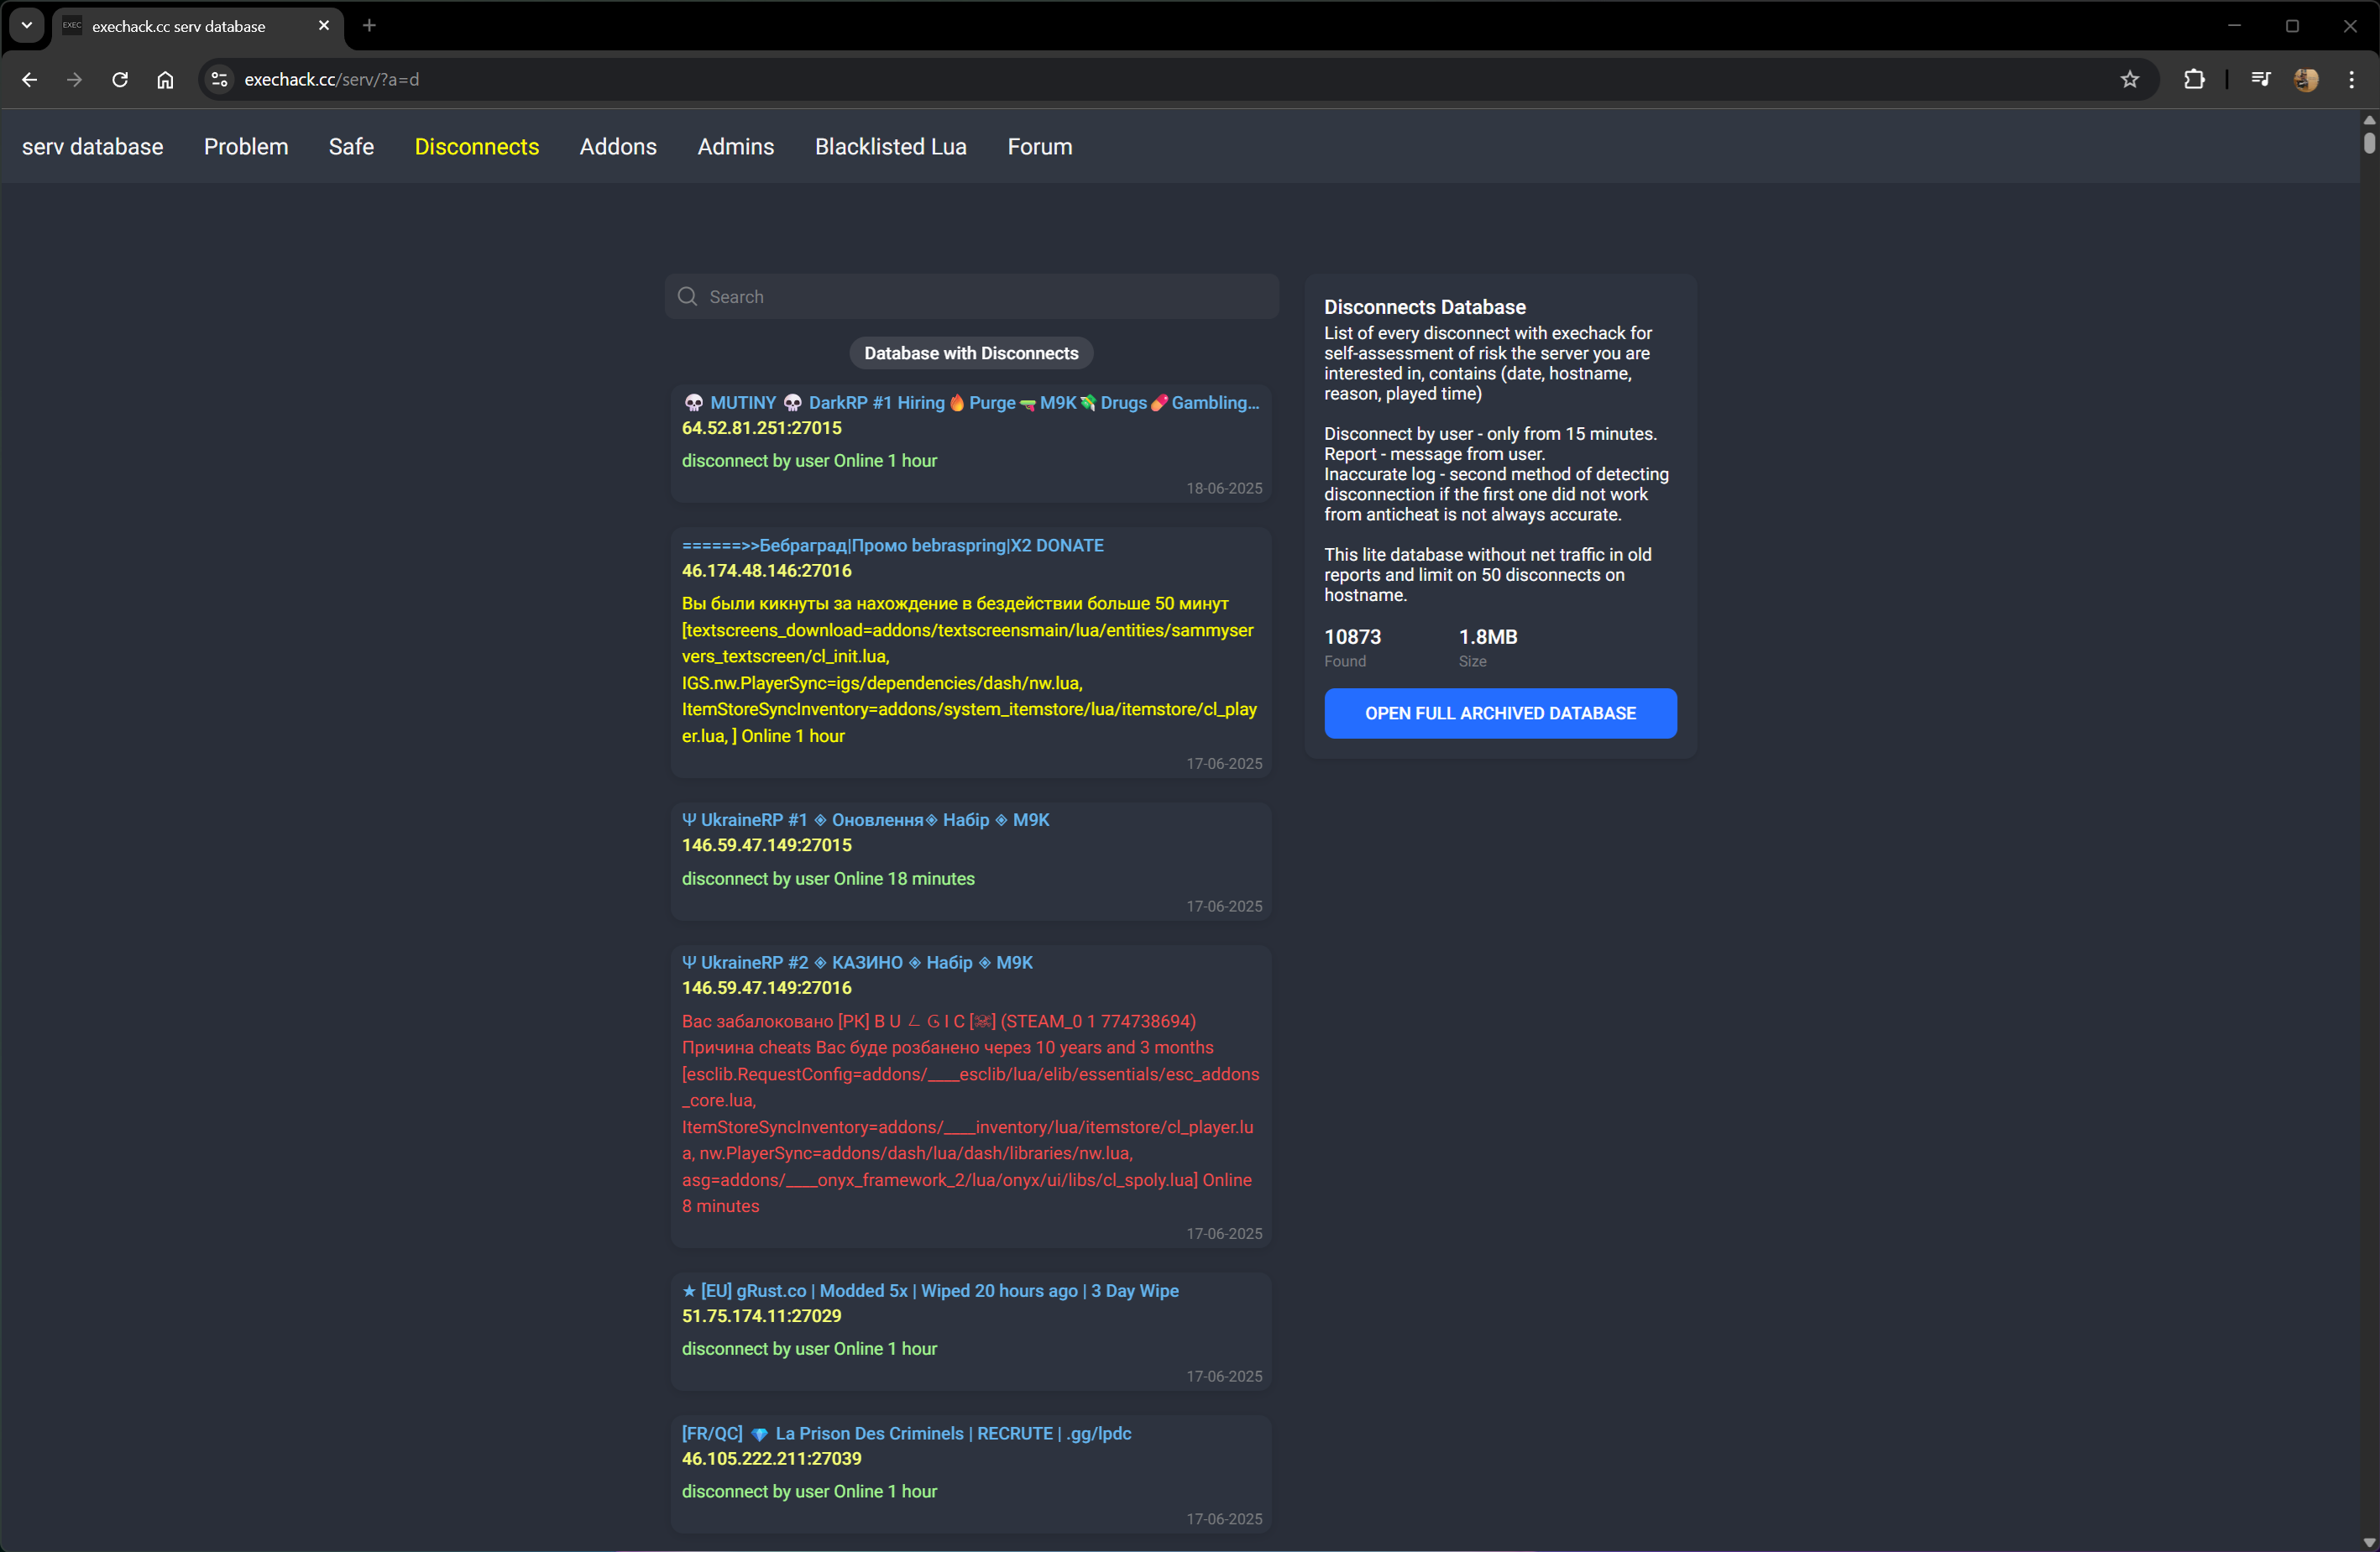 EXEC
exechack.cc serv database
exechack.cc/serv/?a=d
serv database Problem Safe Disconnects Addons Admins Blacklisted Lua Forum
Search
Database with Disconnects
💀 MUTINY 💀 DarkRP #1 Hiring🔥Purge🔫M9K💸Drugs💊Gambling...
64.52.81.251:27015
disconnect by user Online 1 hour
18-06-2025
======>>Бебраград|Промо bebraspring|X2 DONATE
46.174.48.146:27016
Вы были кикнуты за нахождение в бездействии больше 50 минут
[textscreens_download=addons/textscreensmain/lua/entities/sammyser
vers_textscreen/cl_init.lua,
IGS.nw.PlayerSync=igs/dependencies/dash/nw.lua,
ItemStoreSyncInventory=addons/system_itemstore/lua/itemstore/cl_play
er.lua, ] Online 1 hour
17-06-2025
Ψ UkraineRP #1 ◈ Оновлення◈ Набір ◈ M9K
146.59.47.149:27015
disconnect by user Online 18 minutes
17-06-2025
Ψ UkraineRP #2 ◈ КАЗИНО ◈ Набір ◈ M9K
146.59.47.149:27016
Вас забалоковано [РК] B U ㄥ Ꮆ I C [☠] (STEAM_0 1 774738694)
Причина cheats Вас буде розбанено через 10 years and 3 months
[esclib.RequestConfig=addons/____esclib/lua/elib/essentials/esc_addons
_core.lua,
ItemStoreSyncInventory=addons/____inventory/lua/itemstore/cl_player.lu
a, nw.PlayerSync=addons/dash/lua/dash/libraries/nw.lua,
asg=addons/____onyx_framework_2/lua/onyx/ui/libs/cl_spoly.lua] Online
8 minutes
17-06-2025
★ [EU] gRust.co | Modded 5x | Wiped 20 hours ago | 3 Day Wipe
51.75.174.11:27029
disconnect by user Online 1 hour
17-06-2025
[FR/QC] 💎 La Prison Des Criminels | RECRUTE | .gg/lpdc
46.105.222.211:27039
disconnect by user Online 1 hour
17-06-2025
Disconnects Database
List of every disconnect with exechack for
self-assessment of risk the server you are
interested in, contains (date, hostname,
reason, played time)
Disconnect by user - only from 15 minutes.
Report - message from user.
Inaccurate log - second method of detecting
disconnection if the first one did not work
from anticheat is not always accurate.
This lite database without net traffic in old
reports and limit on 50 disconnects on
hostname.
10873 1.8MB
Found Size
OPEN FULL ARCHIVED DATABASE